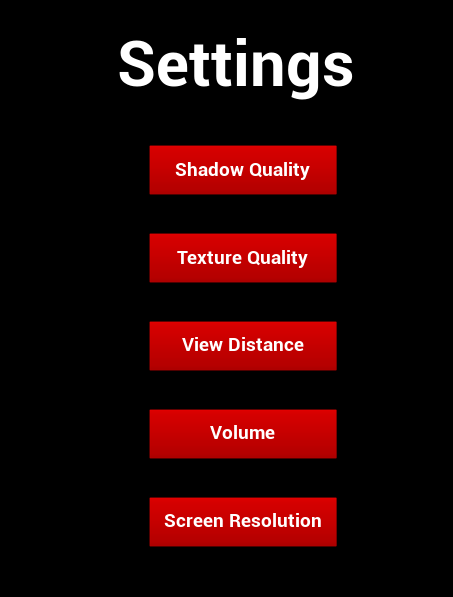 Settings
Shadow Quality
Texture Quality
View Distance
Volume
Screen Resolution